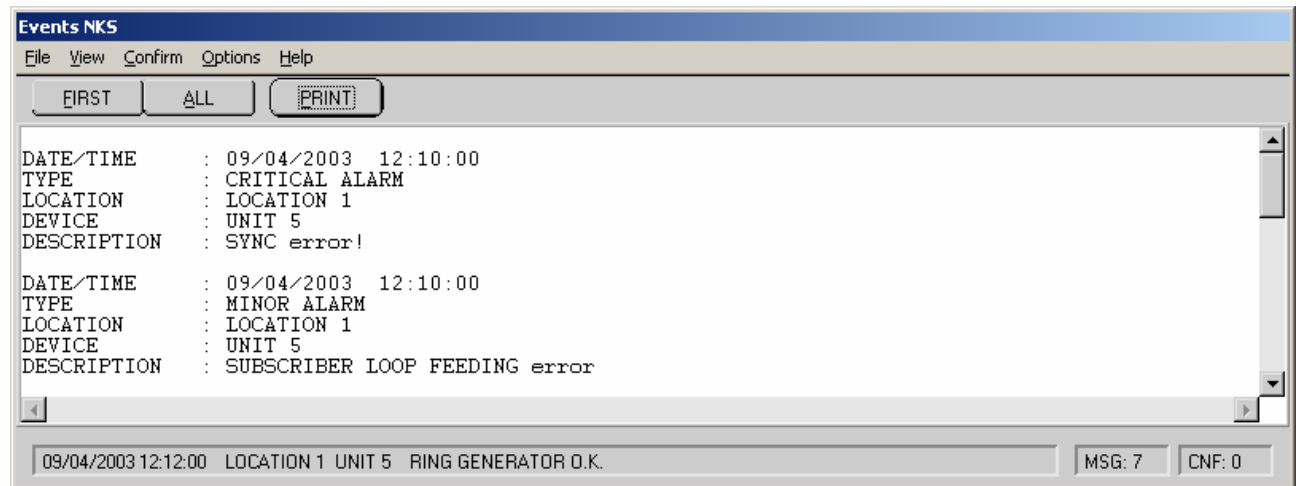 Events NKS
File View Confirm Options Help
FIRST ALL PRINT
DATE/TIME : 09/04/2003 12:10:00
TYPE : CRITICAL ALARM
LOCATION : LOCATION 1
DEVICE : UNIT 5
DESCRIPTION : SYNC error!
DATE/TIME : 09/04/2003 12:10:00
TYPE : MINOR ALARM
LOCATION : LOCATION 1
DEVICE : UNIT 5
DESCRIPTION : SUBSCRIBER LOOP FEEDING error
09/04/2003 12:12:00 LOCATION 1 UNIT 5 RING GENERATOR O.K. MSG: 7 CNF: 0